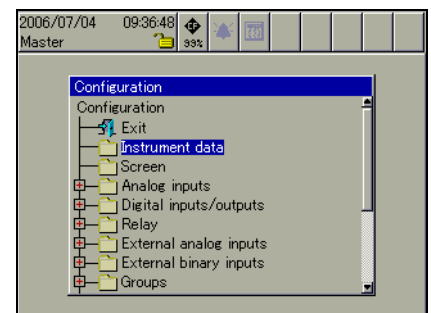 2006/07/04 09:36:48
Master 99%
Configuration
Configuration
Exit
Instrument data
Screen
Analog inputs
Digital inputs/outputs
Relay
External analog inputs
External binary inputs
Groups